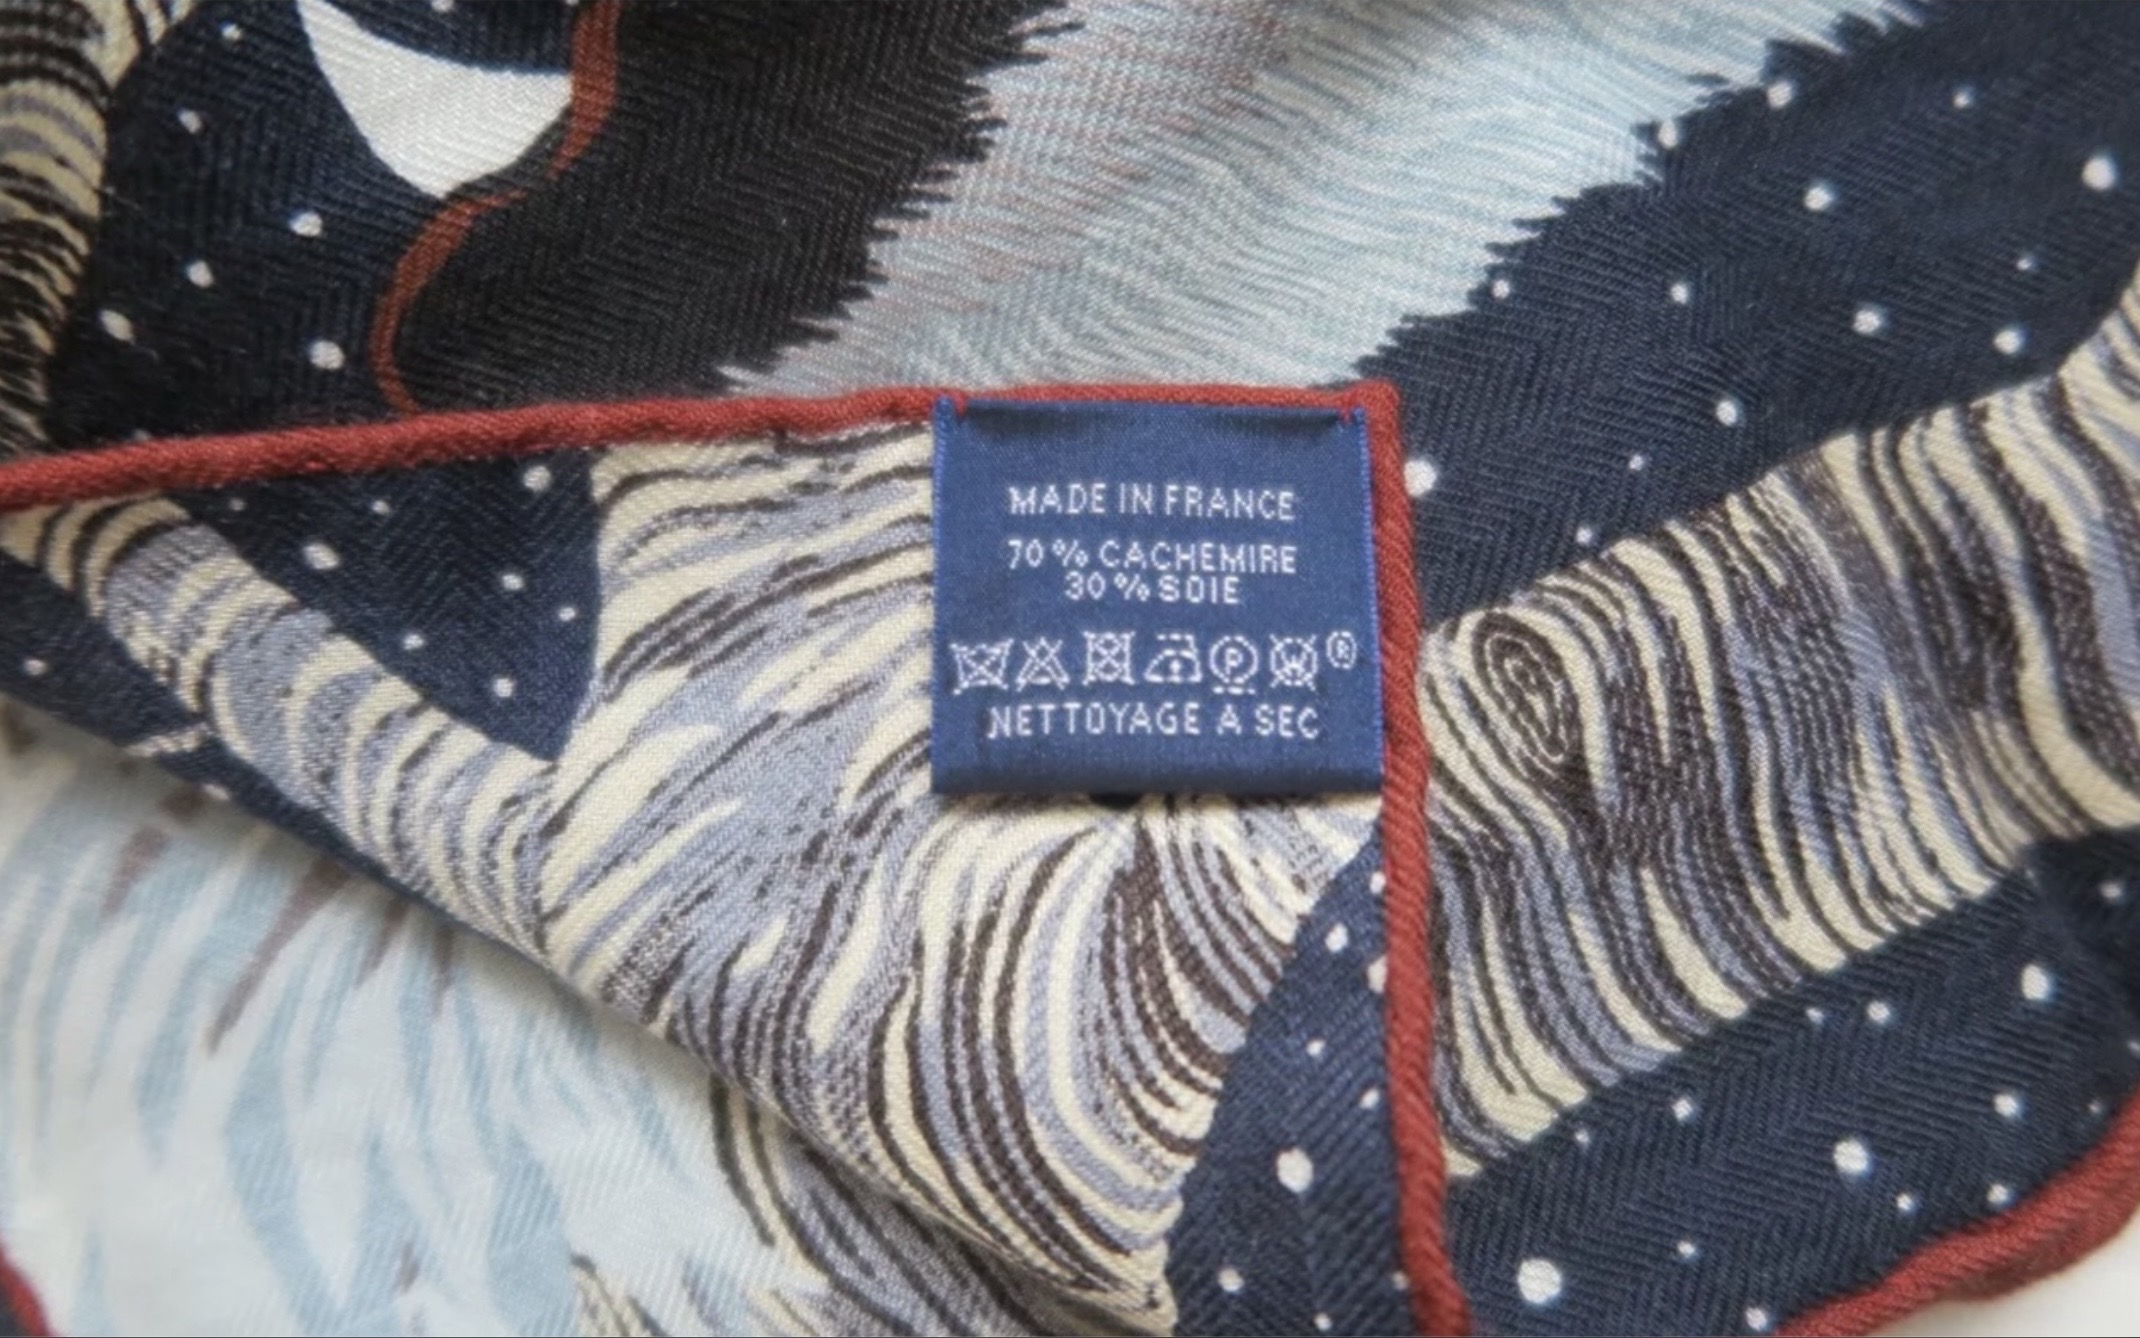 MADE IN FRANCE
70 % CACHEMIRE
30 % SOIE
P W ®
NETTOYAGE A SEC